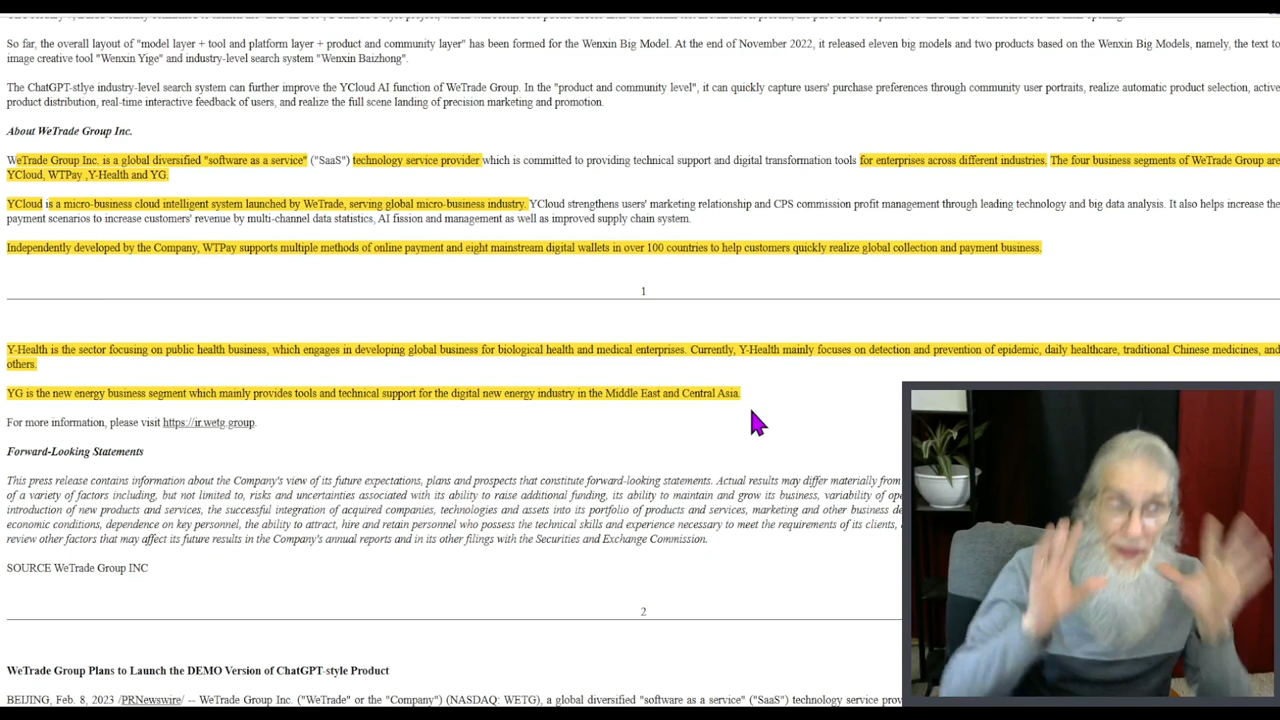 So far, the overall layout of "model layer + tool and platform layer + product and community layer" has been formed for the Wenxin Big Model. At the end of November 2022, it released eleven big models and two products based on the Wenxin Big Models, namely, the text to
image creative tool "Wenxin Yige" and industry-level search system "Wenxin Baizhong".
The ChatGPT-stlye industry-level search system can further improve the YCloud AI function of WeTrade Group. In the "product and community level", it can quickly capture users' purchase preferences through community user portraits, realize automatic product selection, active
product distribution, real-time interactive feedback of users, and realize the full scene landing of precision marketing and promotion.
About WeTrade Group Inc.
WeTrade Group Inc. is a global diversified "software as a service" ("SaaS") technology service provider which is committed to providing technical support and digital transformation tools for enterprises across different industries. The four business segments of WeTrade Group are
YCloud, WTPay ,Y-Health and YG.
YCloud is a micro-business cloud intelligent system launched by WeTrade, serving global micro-business industry. YCloud strengthens users' marketing relationship and CPS commission profit management through leading technology and big data analysis. It also helps increase the
payment scenarios to increase customers' revenue by multi-channel data statistics, AI fission and management as well as improved supply chain system.
Independently developed by the Company, WTPay supports multiple methods of online payment and eight mainstream digital wallets in over 100 countries to help customers quickly realize global collection and payment business.
1
Y-Health is the sector focusing on public health business, which engages in developing global business for biological health and medical enterprises. Currently, Y-Health mainly focuses on detection and prevention of epidemic, daily healthcare, traditional Chinese medicines, and
others.
YG is the new energy business segment which mainly provides tools and technical support for the digital new energy industry in the Middle East and Central Asia.
For more information, please visit https://ir.wetg.group.
Forward-Looking Statements
This press release contains information about the Company's view of its future expectations, plans and prospects that constitute forward-looking statements. Actual results may differ materially from
of a variety of factors including, but not limited to, risks and uncertainties associated with its ability to raise additional funding, its ability to maintain and grow its business, variability of
introduction of new products and services, the successful integration of acquired companies, technologies and assets into its portfolio of products and services, marketing and other business
economic conditions, dependence on key personnel, the ability to attract, hire and retain personnel who possess the technical skills and experience necessary to meet the requirements of its clients,
review other factors that may affect its future results in the Company's annual reports and in its other filings with the Securities and Exchange Commission.
SOURCE WeTrade Group INC
2
WeTrade Group Plans to Launch the DEMO Version of ChatGPT-style Product
BEIJING, Feb. 8, 2023 /PRNewswire/ -- WeTrade Group Inc. ("WeTrade" or the "Company") (NASDAQ: WETG), a global diversified "software as a service" ("SaaS") technology service